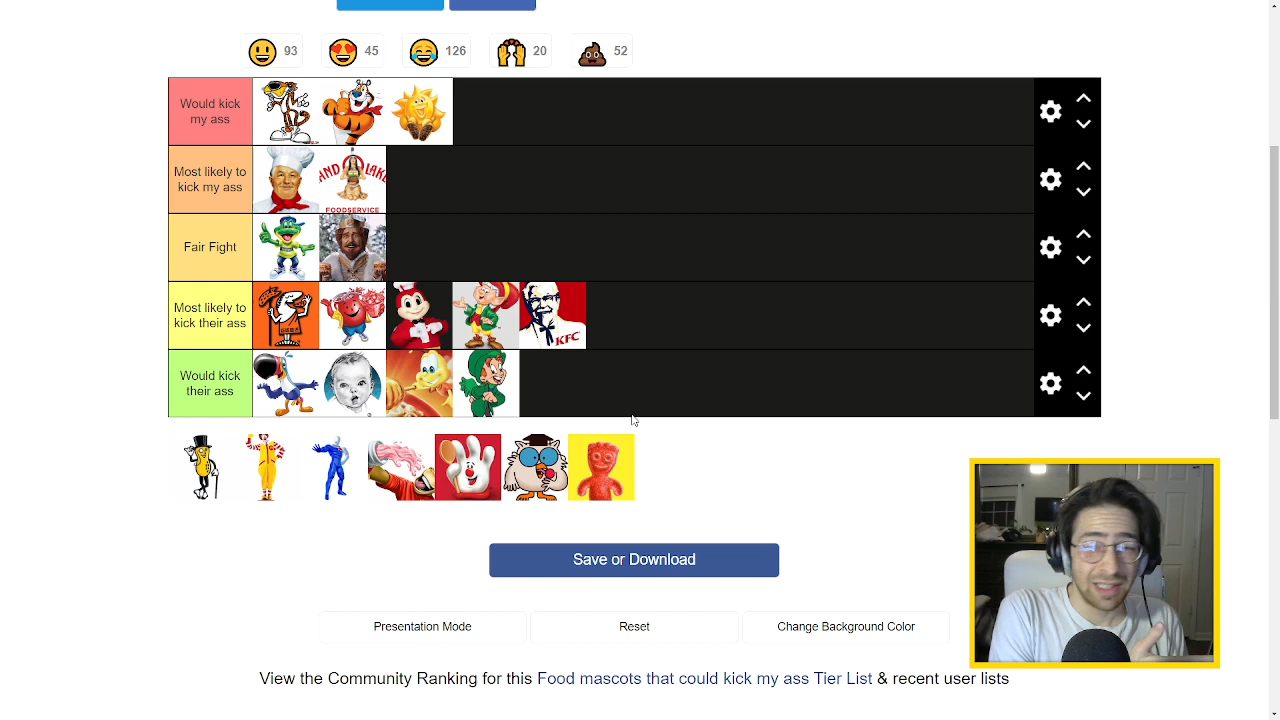 93
45
126
20
52
Would kick
my ass
Most likely to
kick my ass
AND O LAKE
FOODSERVICE
Fair Fight
Most likely to
kick their ass
KFC
Would kick
their ass
Save or Download
Presentation Mode
Reset
Change Background Color
View the Community Ranking for this Food mascots that could kick my ass Tier List & recent user lists